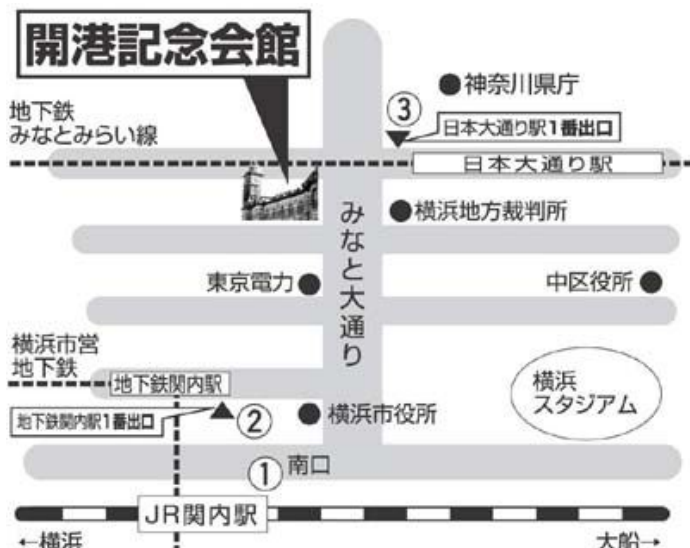 開港記念会館
神奈川県庁
③
地下鉄
みなとみらい線
日本大通り駅1番出口
日本大通り駅
みなと大通り
横浜地方裁判所
東京電力
中区役所
横浜市営
地下鉄
地下鉄関内駅
横浜
スタジアム
地下鉄関内駅1番出口
②
横浜市役所
①
南口
JR関内駅
←横浜
大船→